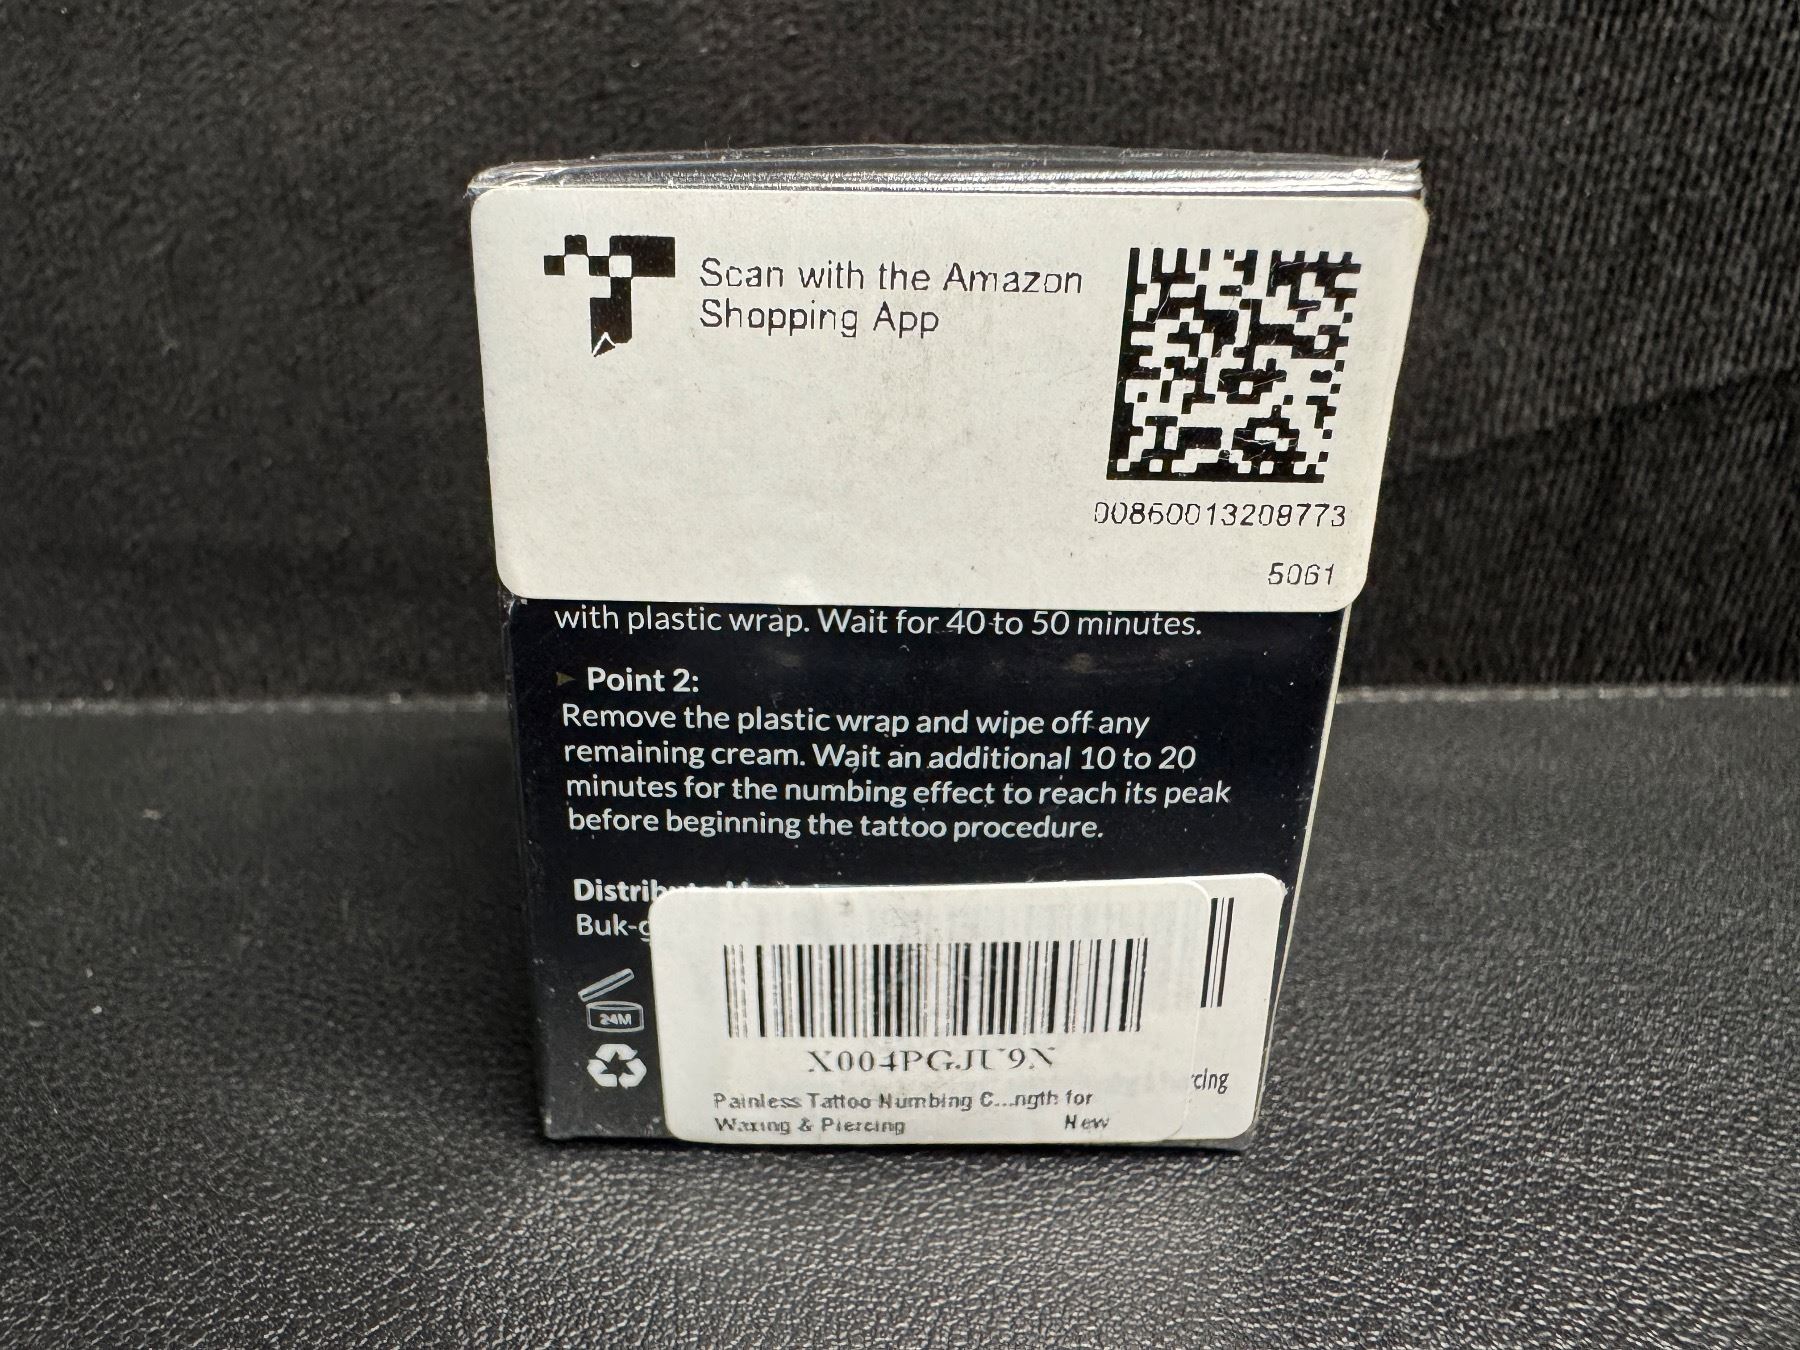 Scan with the Amazon
Shopping App
00860013209773
5061
with plastic wrap. Wait for 40 to 50 minutes.
Point 2:
Remove the plastic wrap and wipe off any
remaining cream. Wait an additional 10 to 20
minutes for the numbing effect to reach its peak
before beginning the tattoo procedure.
24M
X004PGJU9N
cing
Painless Tattoo Numbing C...ngth for
Waxing & Piercing
New